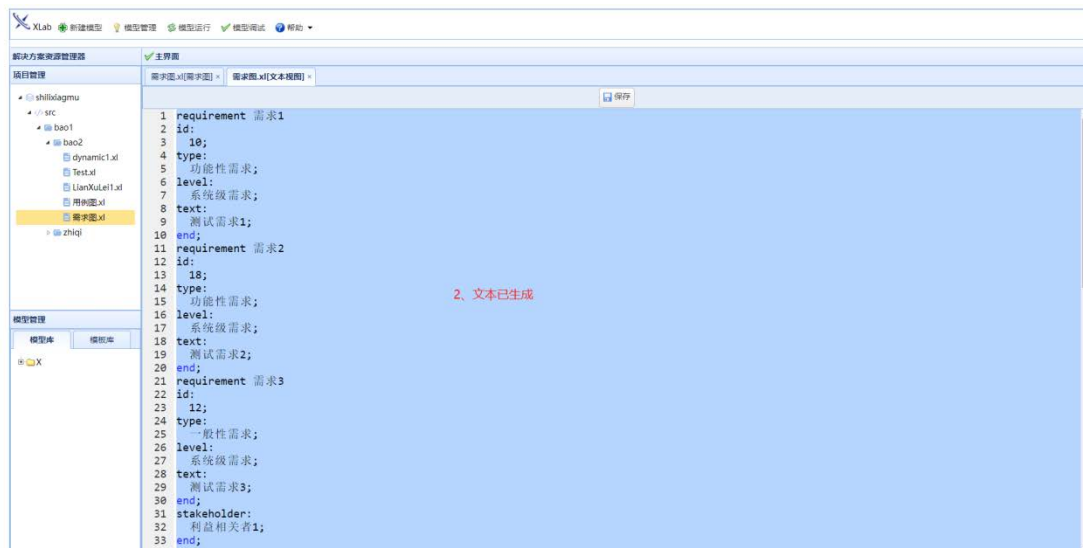 XLab 新建模型 模型管理 模型运行 模型调试 帮助
解决方案资源管理器
主界面
项目管理
需求图.xl[需求图] ×
需求图.xl[文本视图] ×
保存
shilixiagmu
src
bao1
bao2
dynamic1.xl
Test.xl
LianXuLei1.xl
用例图.xl
需求图.xl
zhiqi
模型管理
模型库
模板库
X
1 requirement 需求1
2 id:
3 10;
4 type:
5 功能性需求;
6 level:
7 系统级需求;
8 text:
9 测试需求1;
10 end;
11 requirement 需求2
12 id:
13 18;
14 type:
15 功能性需求;
16 level:
17 系统级需求;
18 text:
19 测试需求2;
20 end;
21 requirement 需求3
22 id:
23 12;
24 type:
25 一般性需求;
26 level:
27 系统级需求;
28 text:
29 测试需求3;
30 end;
31 stakeholder:
32 利益相关者1;
33 end;
2、文本已生成